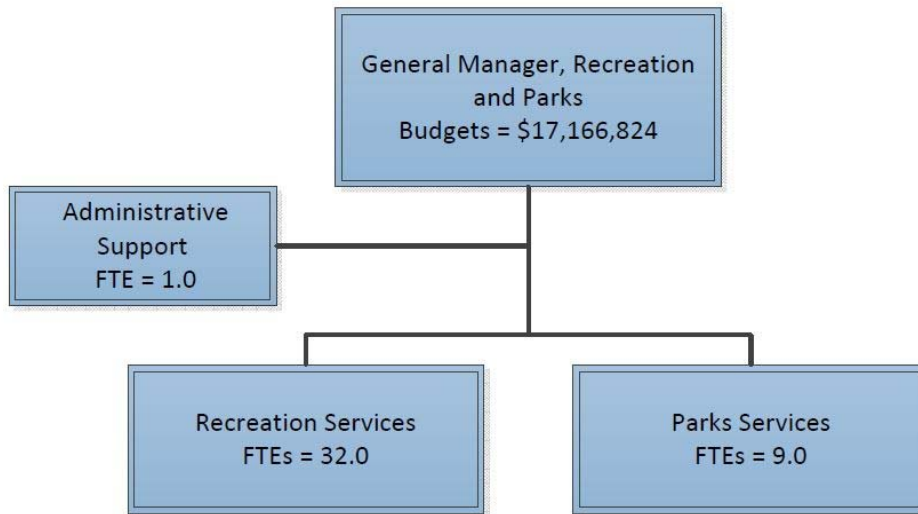 General Manager, Recreation
and Parks
Budgets = $17,166,824
Administrative
Support
FTE = 1.0
Recreation Services
FTEs = 32.0
Parks Services
FTEs = 9.0